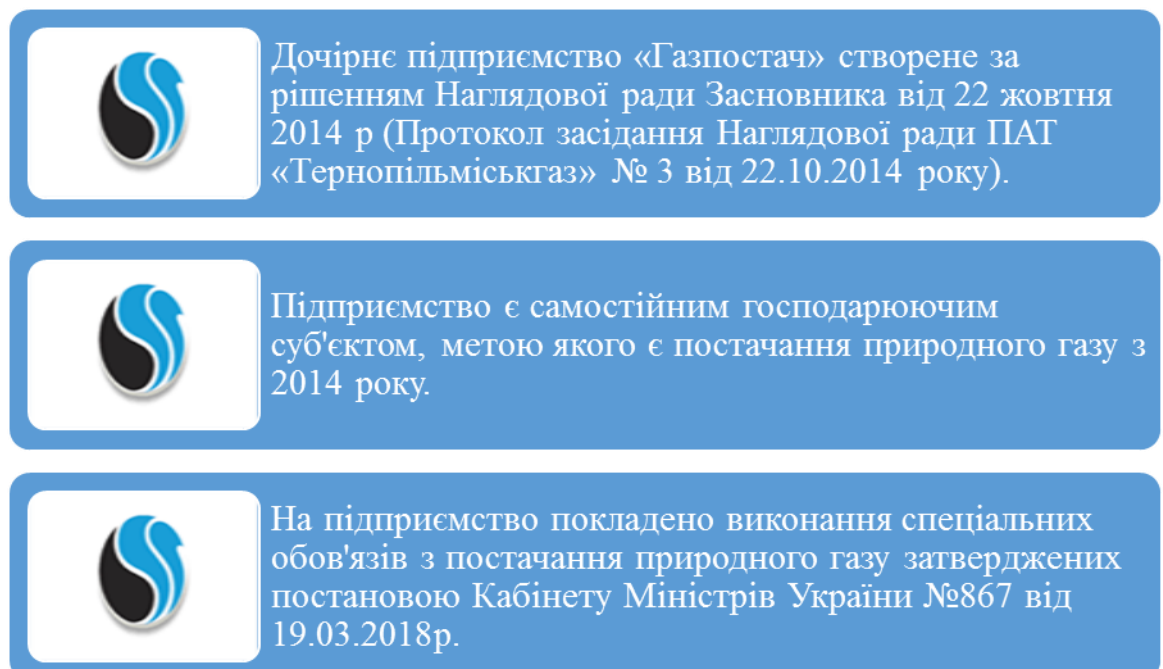 Дочірнє підприємство «Газпостач» створене за
рішенням Наглядової ради Засновника від 22 жовтня
2014 р (Протокол засідання Наглядової ради ПАТ
«Тернопільміськгаз» № 3 від 22.10.2014 року).
Підприємство є самостійним господарюючим
суб'єктом, метою якого є постачання природного газу з
2014 року.
На підприємство покладено виконання спеціальних
обов'язів з постачання природного газу затверджених
постановою Кабінету Міністрів України №867 від
19.03.2018р.